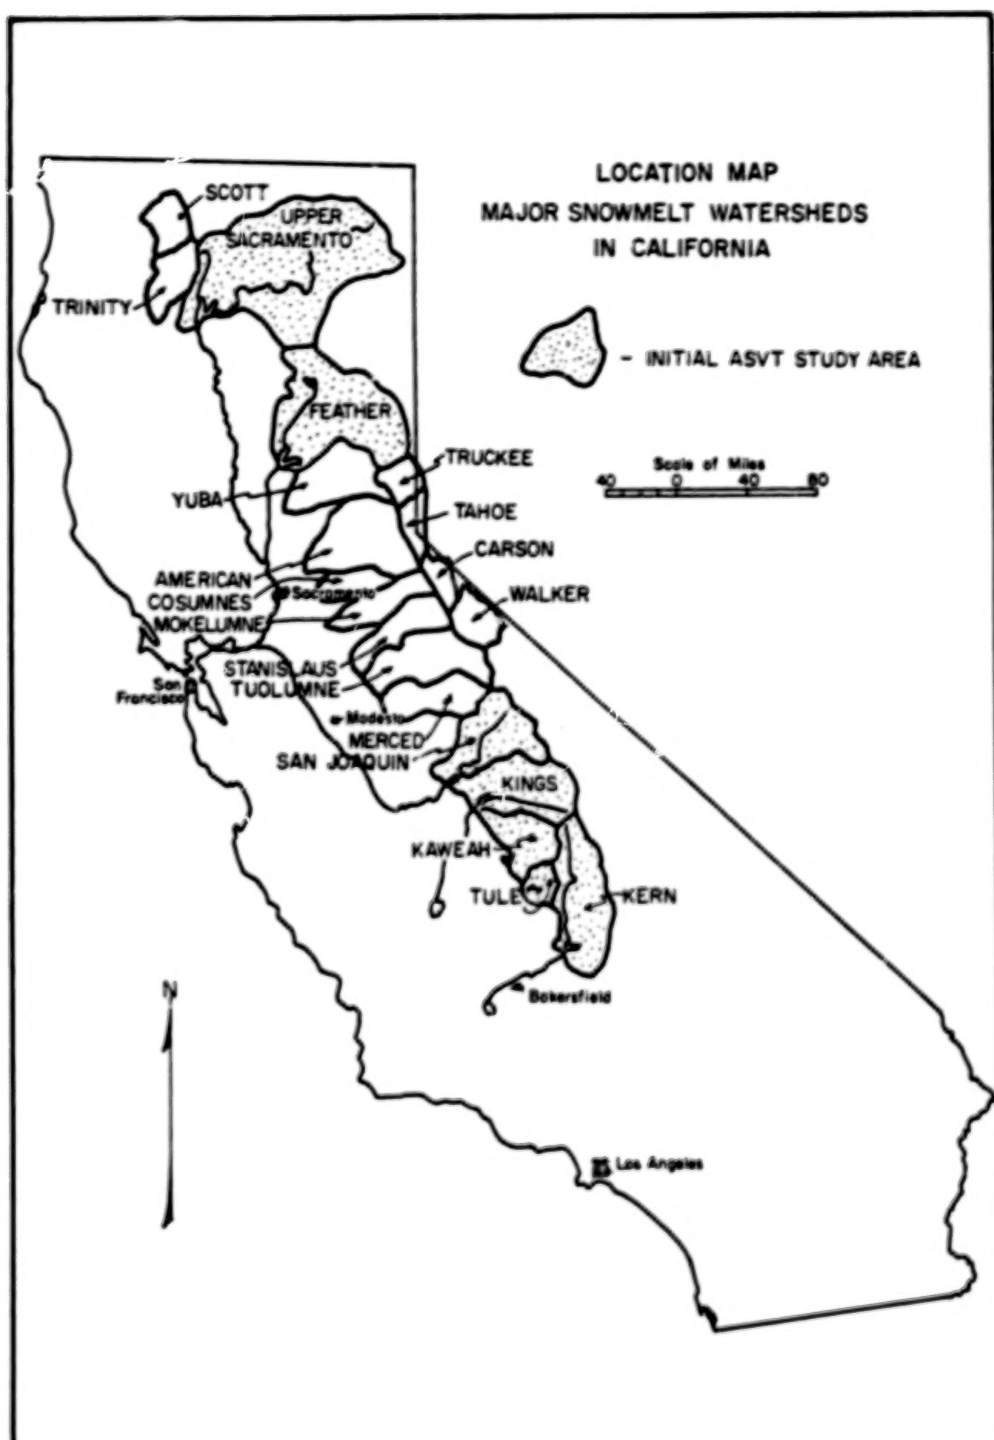 LOCATION MAP
MAJOR SNOWMELT WATERSHEDS
IN CALIFORNIA
- INITIAL ASVT STUDY AREA
Scale of Miles
40 0 40 80
SCOTT
UPPER
SACRAMENTO
TRINITY
FEATHER
TRUCKEE
YUBA
TAHOE
CARSON
AMERICAN
COSUMNES
Sacramento
WALKER
MOKELUMNE
STANISLAUS
TUOLUMNE
San
Francisco
Modesto
MERCED
SAN JOAQUIN
KINGS
KAWEAH
TULE
KERN
N
Bakersfield
Los Angeles